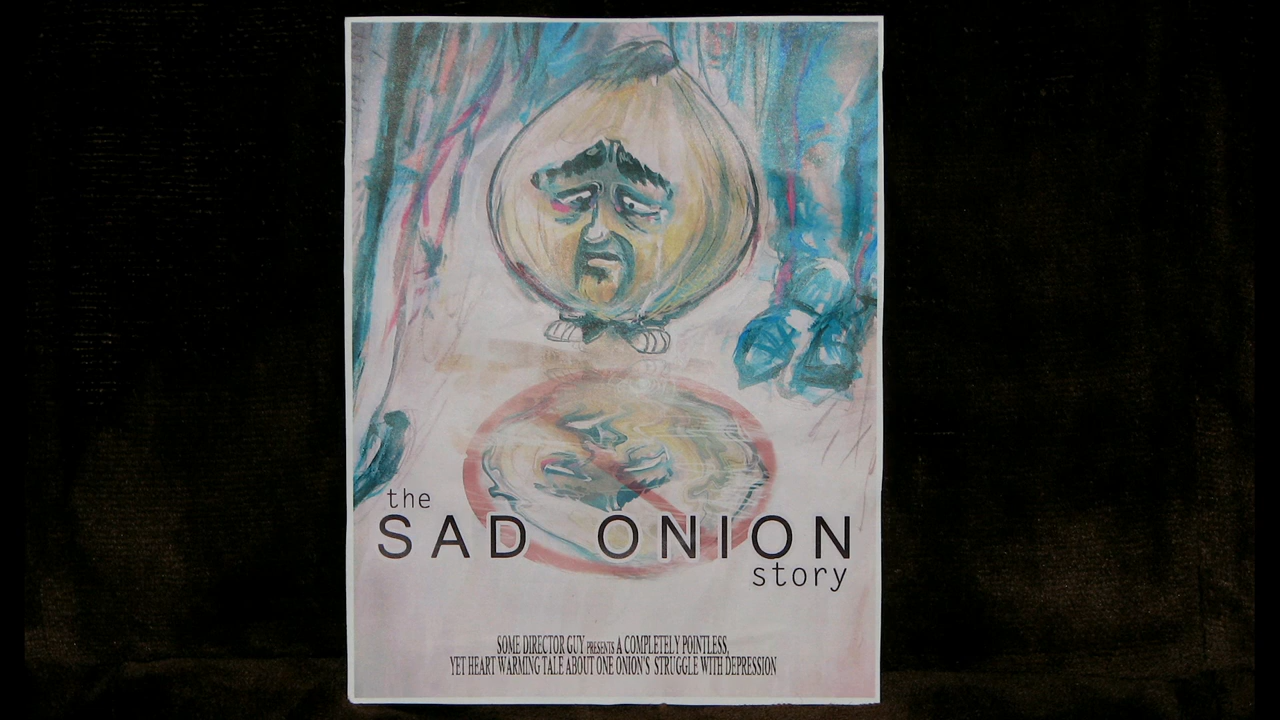 the
SAD ONION
story
SOME DIRECTOR GUY PRESENTS A COMPLETELY POINTLESS,
YET HEART WARMING TALE ABOUT ONE ONION'S STRUGGLE WITH DEPRESSION